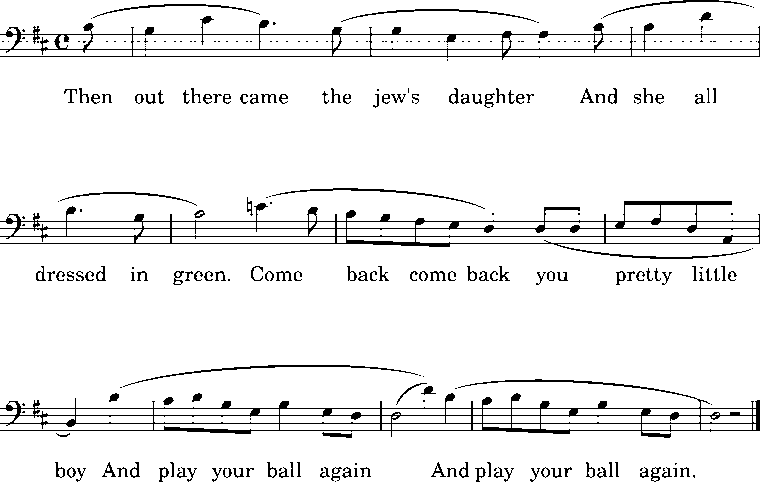 Then out there came the jew's daughter And she all
dressed in green. Come back come back you pretty little
boy And play your ball again And play your ball again.